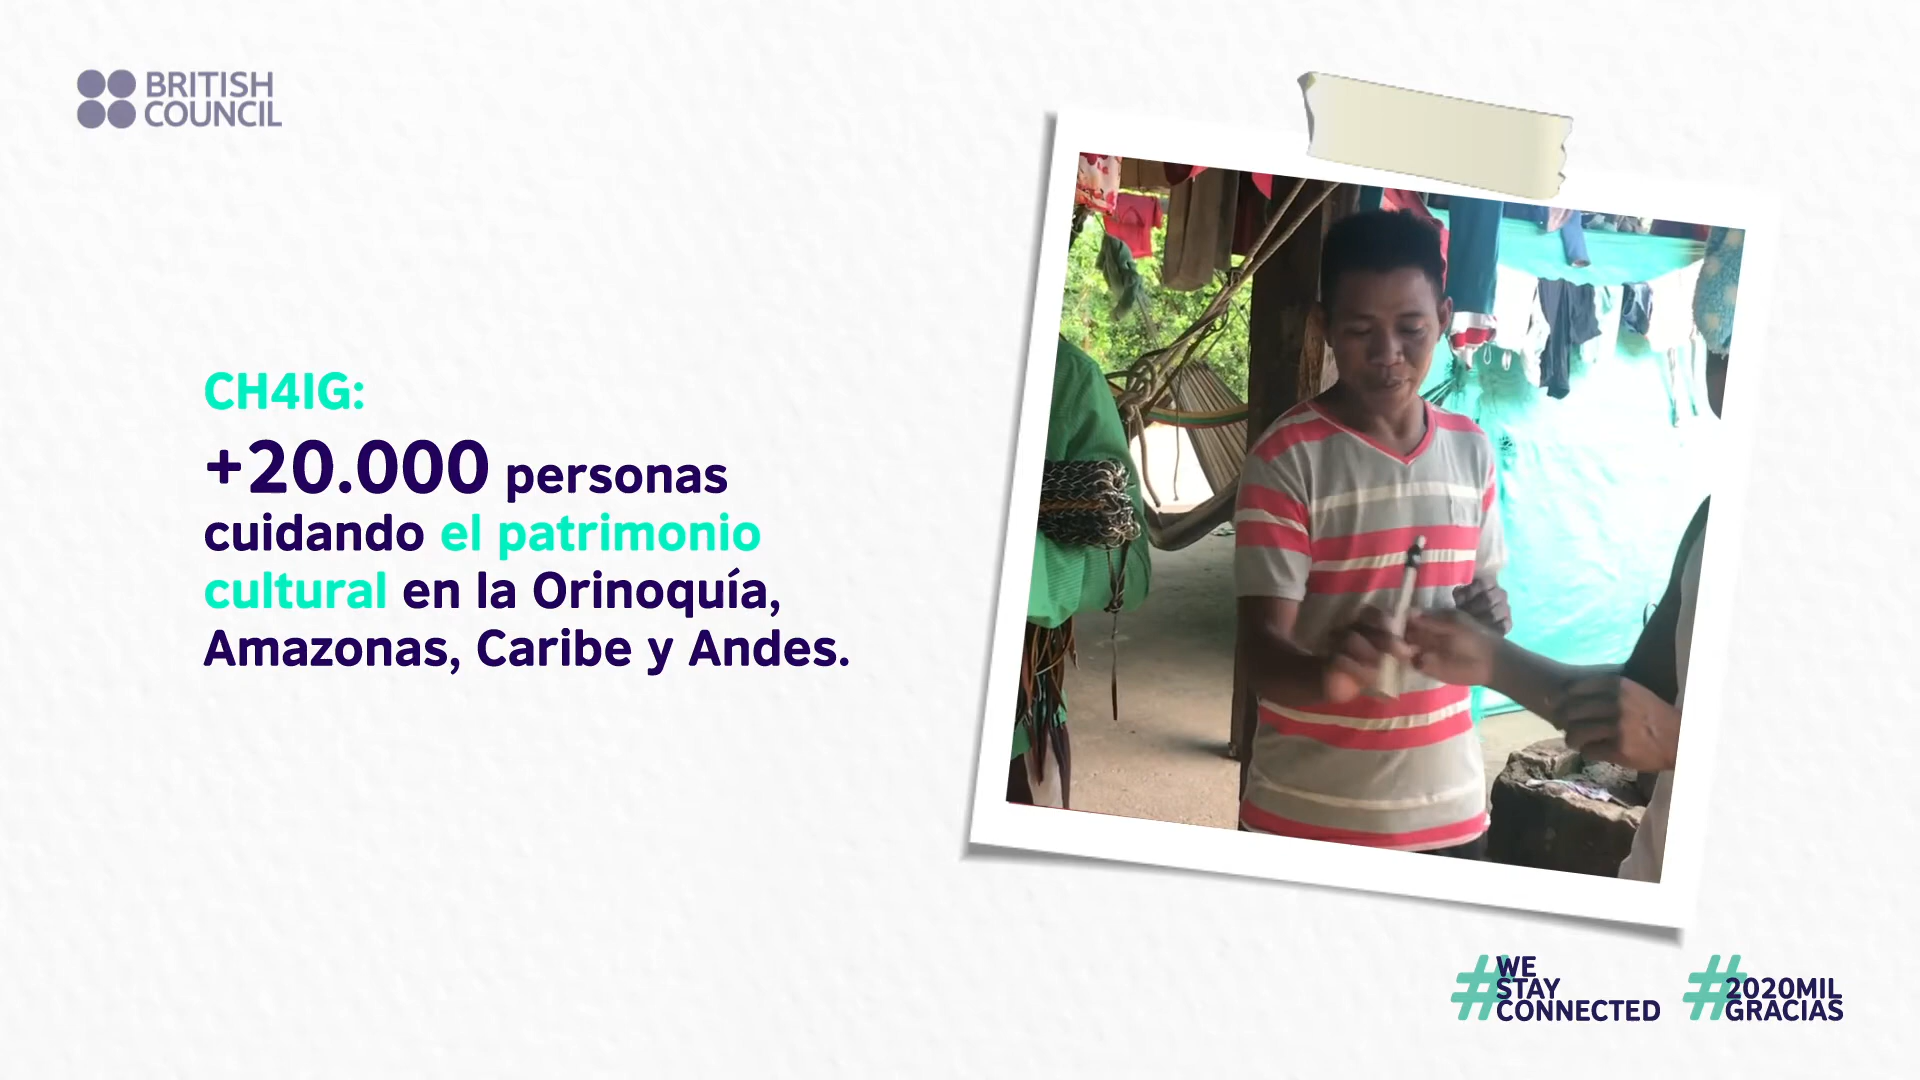 BRITISH
COUNCIL
CH4IG:
+20.000 personas
cuidando el patrimonio
cultural en la Orinoquía,
Amazonas, Caribe y Andes.
#WE
STAY
CONNECTED
#2020MIL
GRACIAS